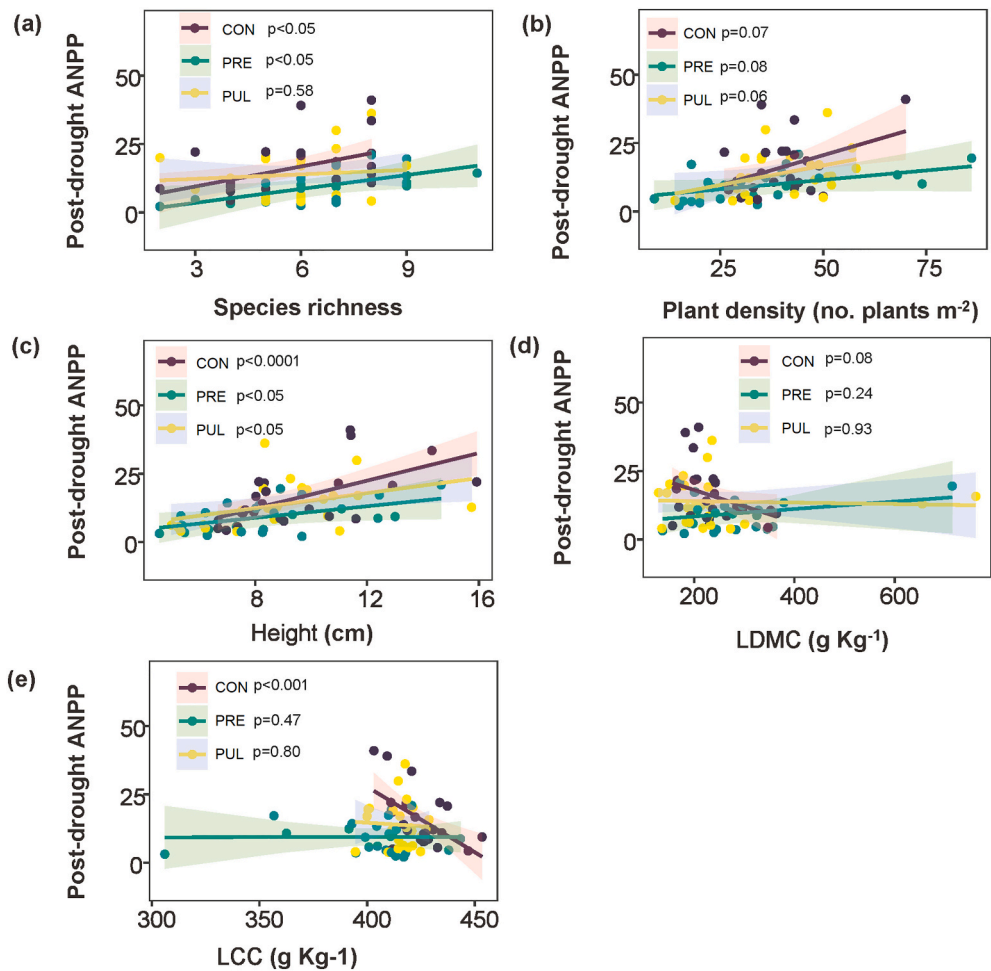 (a)
Post-drought ANPP
50
25
0
CON p<0.05
PRE p<0.05
PUL p=0.58
3 6 9
Species richness
(b)
Post-drought ANPP
50
25
0
CON p=0.07
PRE p=0.08
PUL p=0.06
25 50 75
Plant density (no. plants m-2)
(c)
Post-drought ANPP
50
25
0
CON p<0.0001
PRE p<0.05
PUL p<0.05
8 12 16
Height (cm)
(d)
Post-drought ANPP
50
25
0
CON p=0.08
PRE p=0.24
PUL p=0.93
200 400 600
LDMC (g Kg-1)
(e)
Post-drought ANPP
50
25
0
CON p<0.001
PRE p=0.47
PUL p=0.80
300 350 400 450
LCC (g Kg-1)